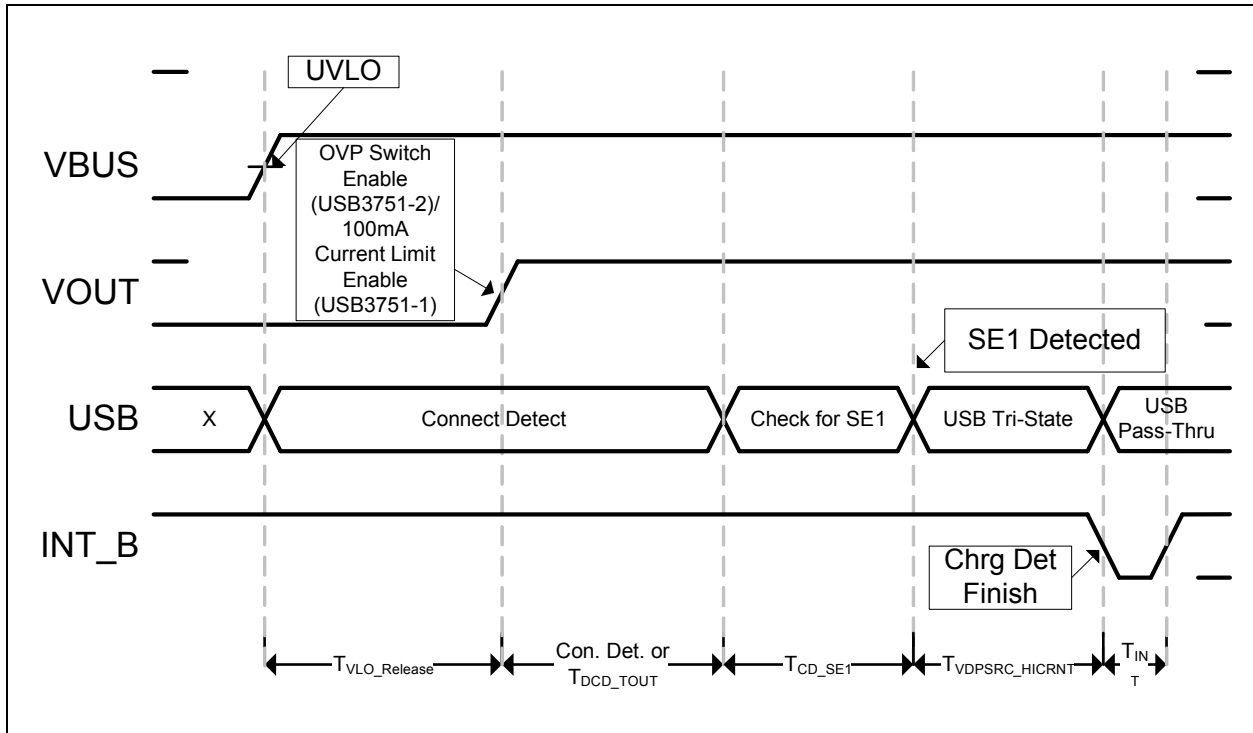 UVLO
VBUS
OVP Switch
Enable
(USB3751-2)/
100mA
Current Limit
Enable
(USB3751-1)
VOUT
SE1 Detected
USB
X
Connect Detect
Check for SE1
USB Tri-State
USB
Pass-Thru
INT_B
Chrg Det
Finish
TVLO_Release
Con. Det. or
TDCD_TOUT
TCD_SE1
TVDPSRC_HICRNT
TIN
T